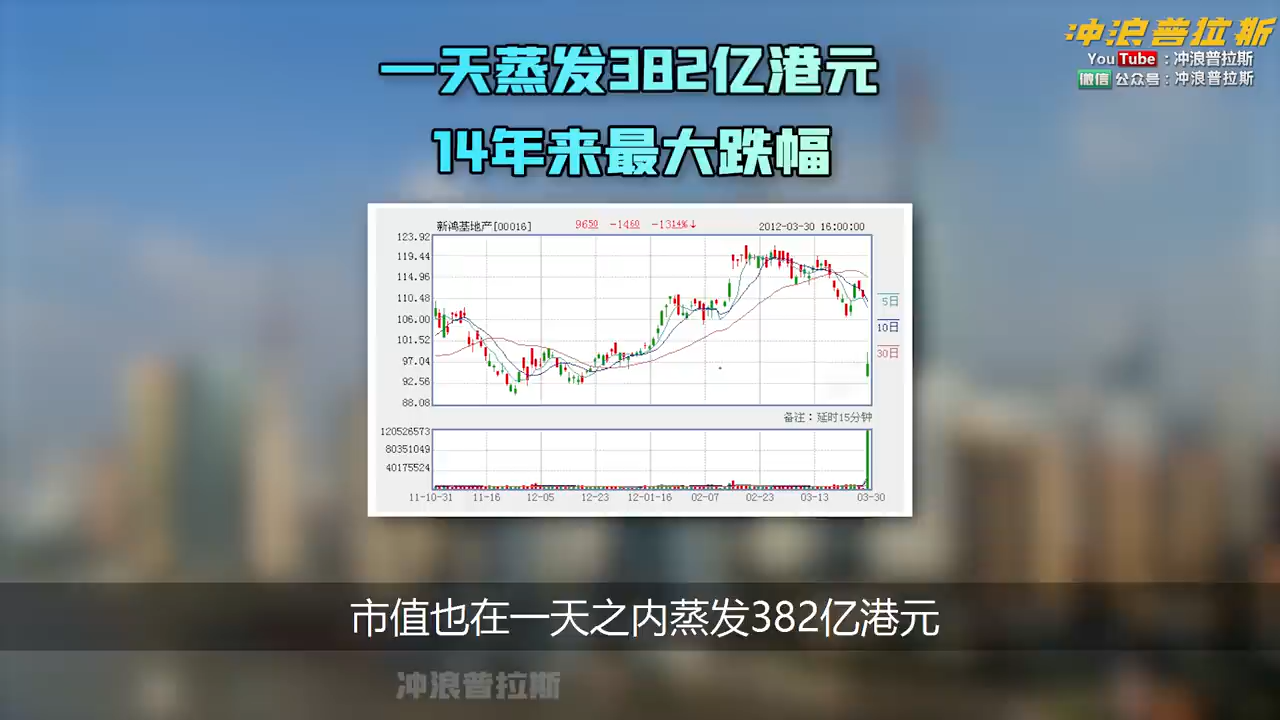 冲浪普拉斯
YouTube：冲浪普拉斯
微信 公众号：冲浪普拉斯
一天蒸发382亿港元
14年来最大跌幅
新鸿基地产[00016] 96.50 -14.60 -13.14%↓ 2012-03-30 16:00:00
123.92
119.44
114.96
110.48
106.00
101.52
97.04
92.56
88.08
5日
10日
30日
备注：延时15分钟
120526573
80351049
40175524
11-10-31 11-16 12-05 12-23 12-01-16 02-07 02-23 03-13 03-30
市值也在一天之内蒸发382亿港元
冲浪普拉斯